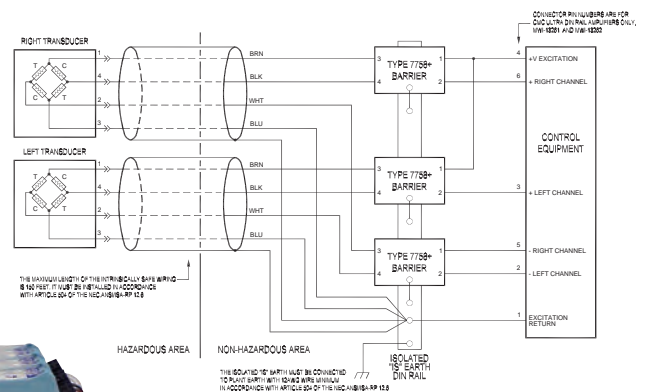 CONNECTOR PIN NUMBERS ARE FOR
CMC ULTRA DIN RAIL AMPLIFIERS ONLY,
MWI-13261 AND MWI-13262
RIGHT TRANSDUCER
T C
C T
1
4
2
3
BRN
BLK
WHT
BLU
3 TYPE 7758+ 1
4 BARRIER 2
4 +V EXCITATION
6 + RIGHT CHANNEL
CONTROL
EQUIPMENT
LEFT TRANSDUCER
T C
C T
1
4
2
3
BRN
BLK
WHT
BLU
3 TYPE 7758+ 1
4 BARRIER 2
3 + LEFT CHANNEL
3 TYPE 7758+ 1
4 BARRIER 2
5 - RIGHT CHANNEL
2 - LEFT CHANNEL
1 EXCITATION
RETURN
THE MAXIMUM LENGTH OF THE INTRINSICALLY SAFE WIRING
IS 150 FEET. IT MUST BE INSTALLED IN ACCORDANCE
WITH ARTICLE 504 OF THE NEC.ANSI/ISA-RP 12.6
HAZARDOUS AREA
NON-HAZARDOUS AREA
ISOLATED
"IS" EARTH
DIN RAIL
THE ISOLATED "IS" EARTH MUST BE CONNECTED
TO PLANT EARTH WITH 12AWG WIRE MINIMUM
IN ACCORDANCE WITH ARTICLE 504 OF THE NEC.ANSI/ISA-RP 12.6